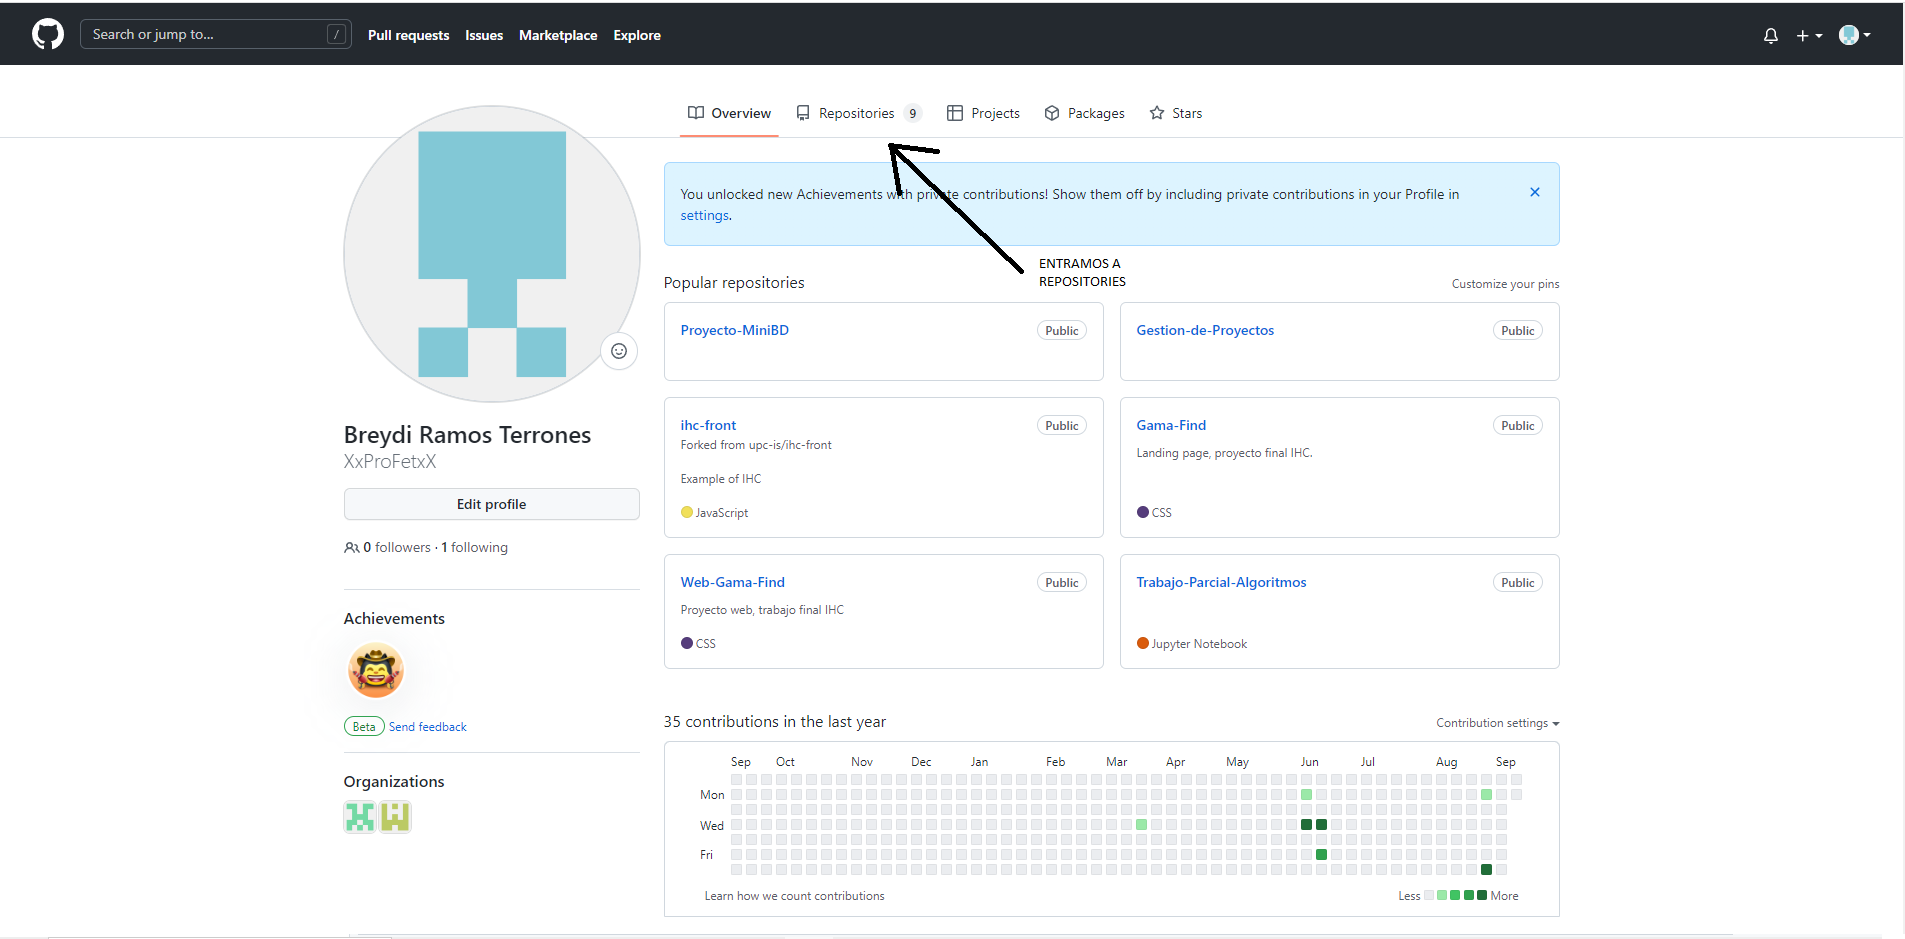 Search or jump to...
/
Pull requests
Issues
Marketplace
Explore
Overview
Repositories 9
Projects
Packages
Stars
You unlocked new Achievements with private contributions! Show them off by including private contributions in your Profile in
settings.
ENTRAMOS A
REPOSITORIES
Popular repositories
Customize your pins
Proyecto-MiniBD
Public
Gestion-de-Proyectos
Public
ihc-front
Public
Forked from upc-is/ihc-front
Example of IHC
JavaScript
Gama-Find
Public
Landing page, proyecto final IHC.
CSS
Web-Gama-Find
Public
Proyecto web, trabajo final IHC
CSS
Trabajo-Parcial-Algoritmos
Public
Jupyter Notebook
Breydi Ramos Terrones
XxProFetxX
Edit profile
0 followers · 1 following
Achievements
Beta
Send feedback
Organizations
35 contributions in the last year
Contribution settings
Sep Oct Nov Dec Jan Feb Mar Apr May Jun Jul Aug Sep
Mon
Wed
Fri
Learn how we count contributions
Less
More